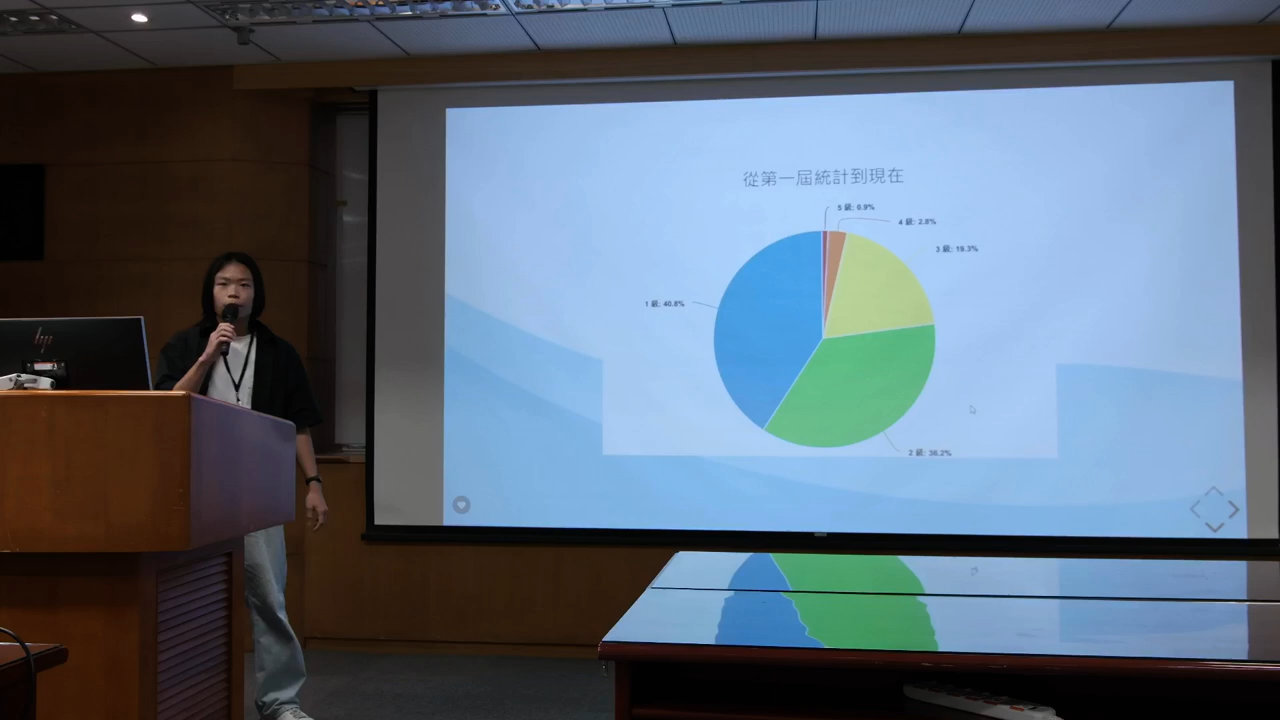 從第一屆統計到現在
5 級: 0.9%
4 級: 2.8%
3 級: 19.3%
1 級: 40.8%
2 級: 36.2%
hp